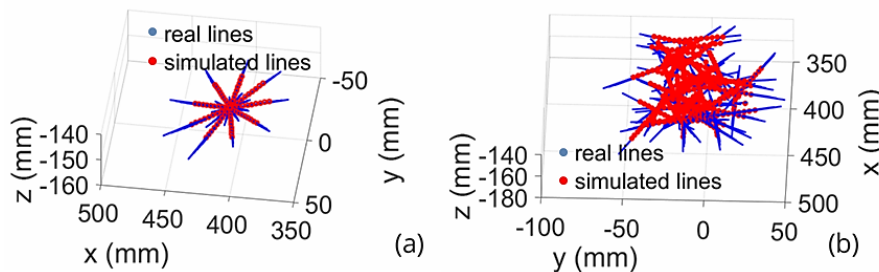 real lines
simulated lines
-50
0
50
y (mm)
-140
-150
-160
z (mm)
500
450
400
350
x (mm)
(a)
350
400
450
500
x (mm)
real lines
simulated lines
-140
-160
-180
z (mm)
-100
-50
0
50
y (mm)
(b)